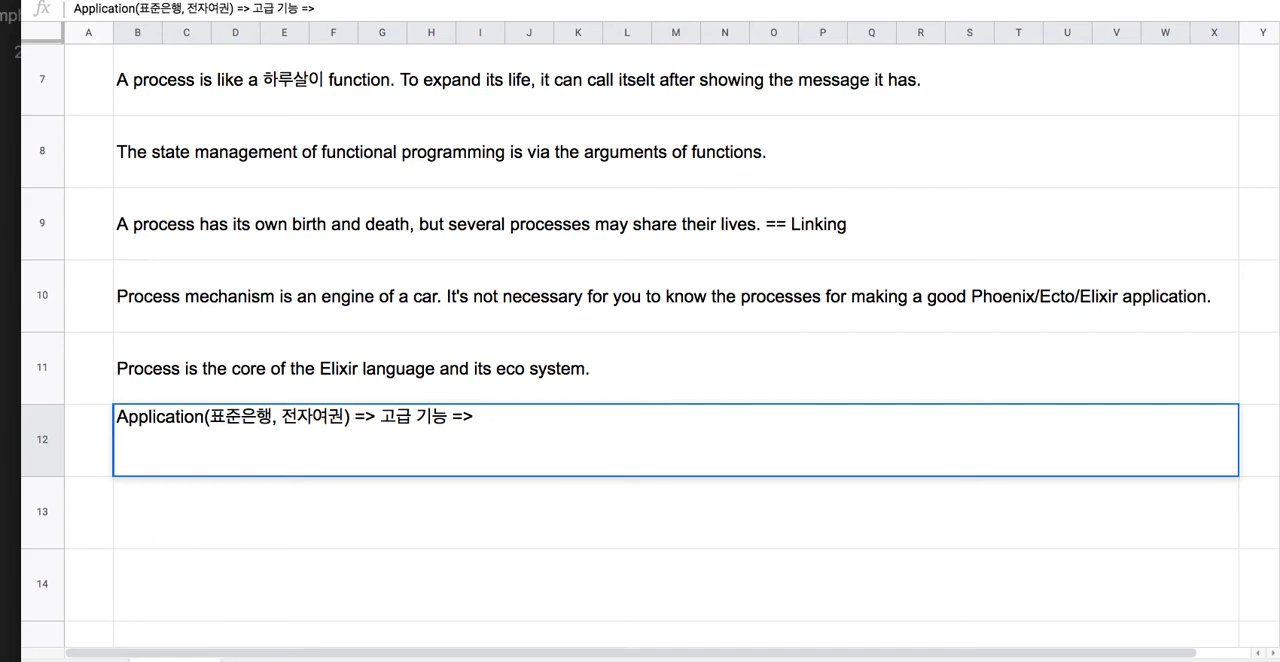 mpl
fx
Application(표준은행, 전자여권) => 고급 기능 =>
2
A B C D E F G H I J K L M N O P Q R S T U V W X Y
7 A process is like a 하루살이 function. To expand its life, it can call itselt after showing the message it has.
8 The state management of functional programming is via the arguments of functions.
9 A process has its own birth and death, but several processes may share their lives. == Linking
10 Process mechanism is an engine of a car. It's not necessary for you to know the processes for making a good Phoenix/Ecto/Elixir application.
11 Process is the core of the Elixir language and its eco system.
12 Application(표준은행, 전자여권) => 고급 기능 =>
13
14